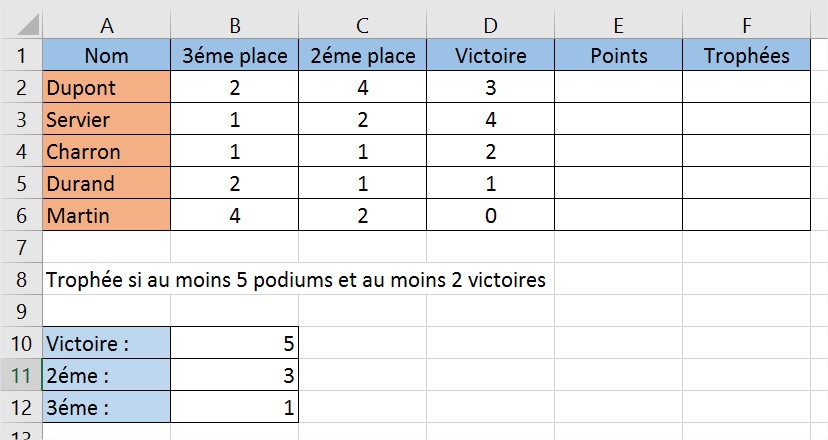 A B C D E F
1 Nom 3éme place 2éme place Victoire Points Trophées
2 Dupont 2 4 3
3 Servier 1 2 4
4 Charron 1 1 2
5 Durand 2 1 1
6 Martin 4 2 0
7
8 Trophée si au moins 5 podiums et au moins 2 victoires
9
10 Victoire : 5
11 2éme : 3
12 3éme : 1
13